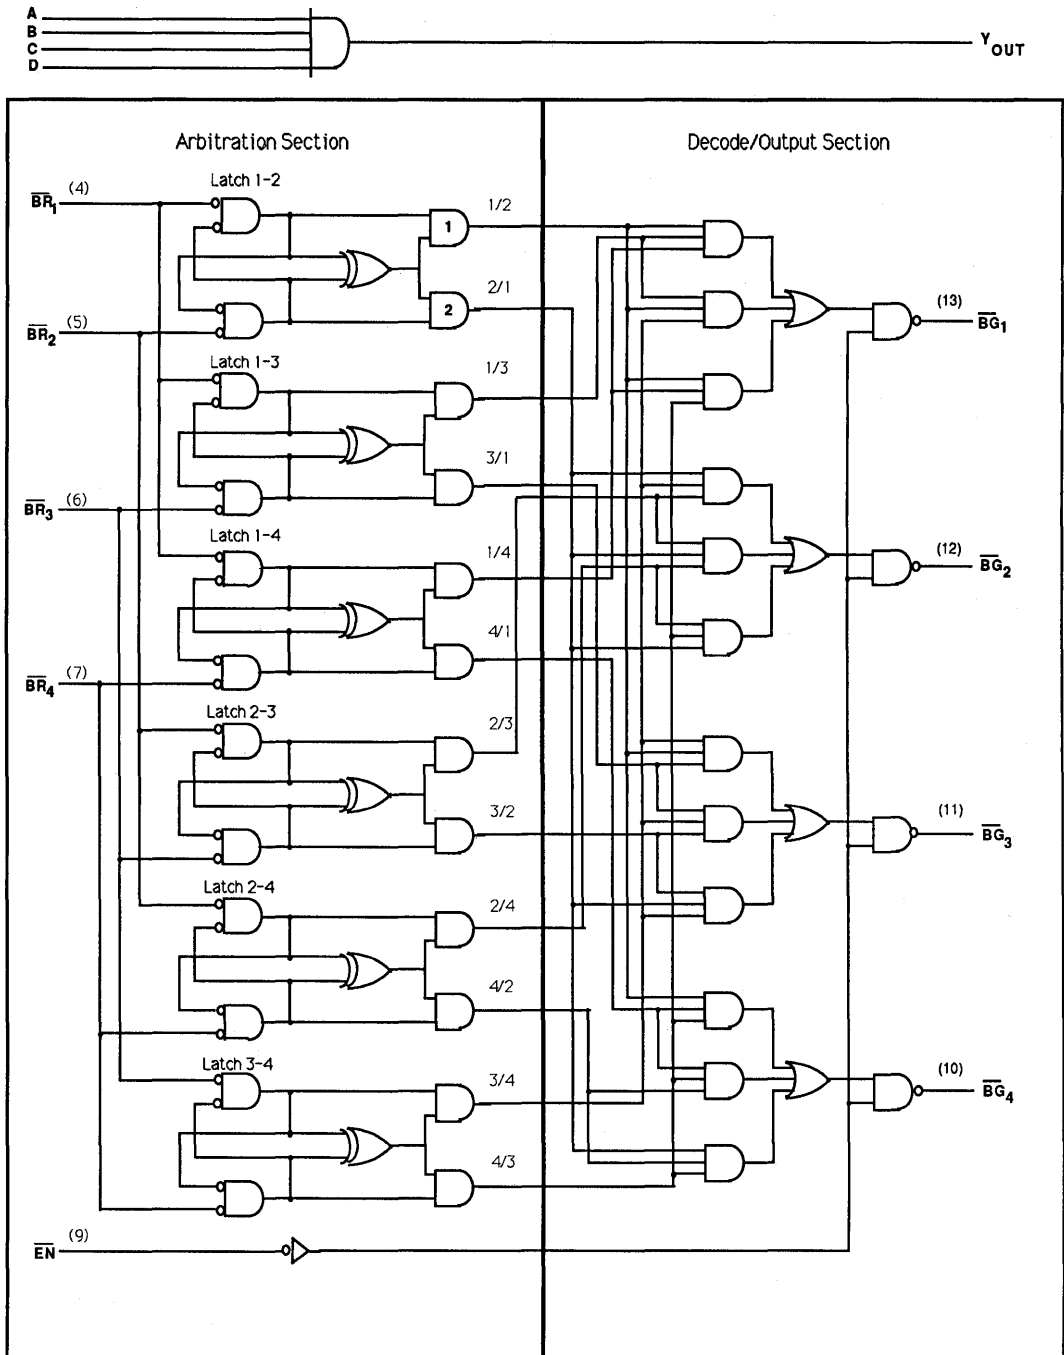 A
B
C
D
Y OUT
Arbitration Section
Decode/Output Section
Latch 1-2
BR1 (4)
1
1/2
2
2/1
BR2 (5)
(13)
BG1
Latch 1-3
1/3
3/1
BR3 (6)
Latch 1-4
1/4
(12)
BG2
4/1
BR4 (7)
Latch 2-3
2/3
3/2
(11)
BG3
Latch 2-4
2/4
4/2
Latch 3-4
3/4
(10)
BG4
4/3
EN (9)